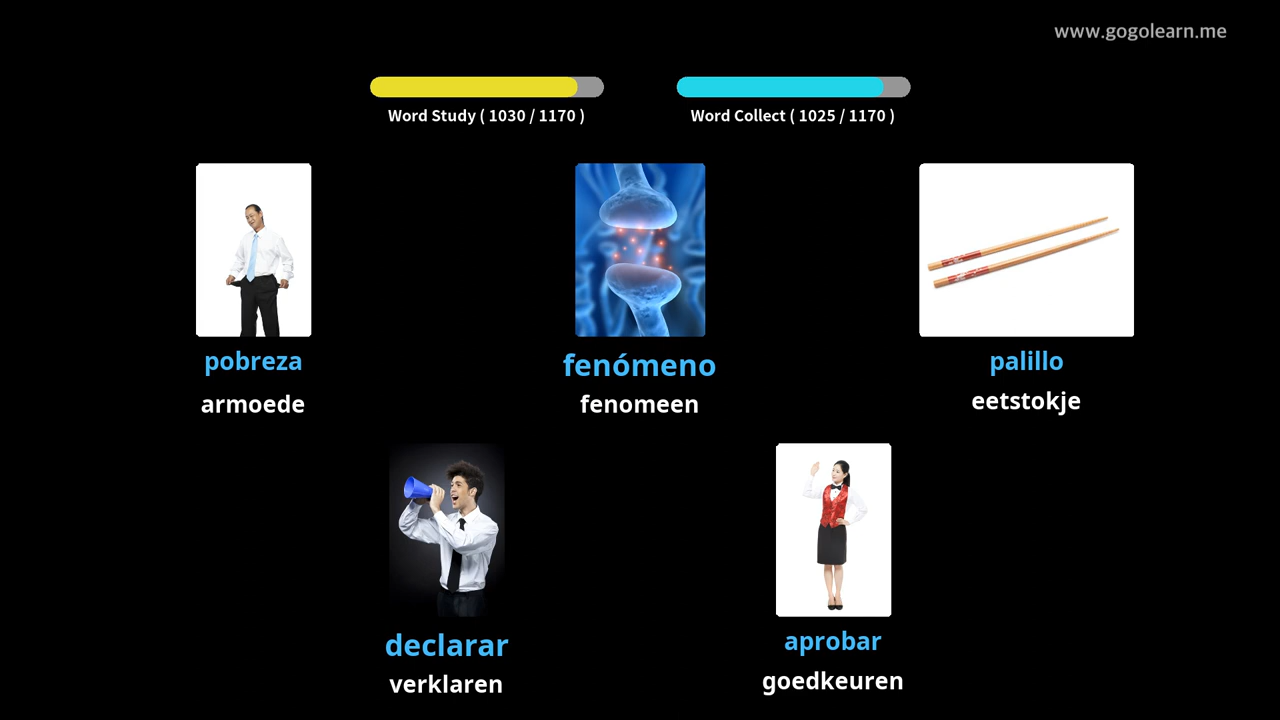 www.gogolearn.me
Word Study ( 1030 / 1170 )
Word Collect ( 1025 / 1170 )
pobreza
armoede
fenómeno
fenomeen
palillo
eetstokje
declarar
verklaren
aprobar
goedkeuren